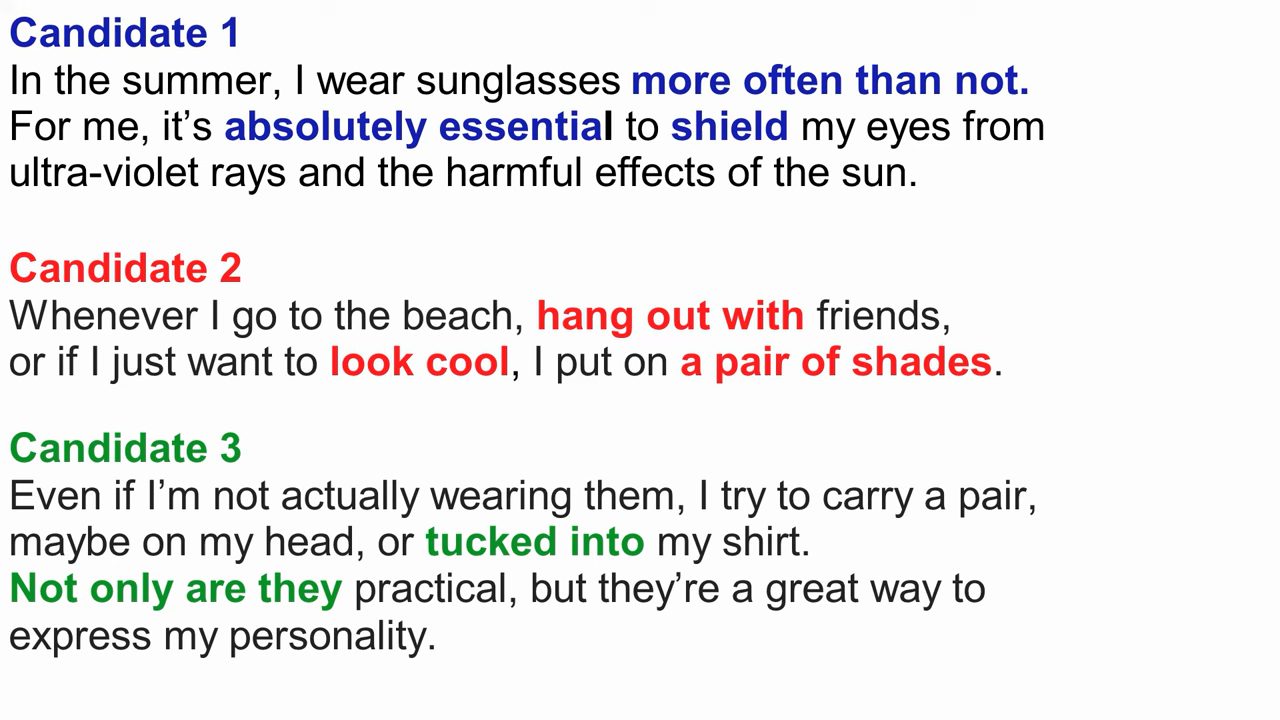 Candidate 1
In the summer, I wear sunglasses more often than not.
For me, it's absolutely essential to shield my eyes from
ultra-violet rays and the harmful effects of the sun.
Candidate 2
Whenever I go to the beach, hang out with friends,
or if I just want to look cool, I put on a pair of shades.
Candidate 3
Even if I'm not actually wearing them, I try to carry a pair,
maybe on my head, or tucked into my shirt.
Not only are they practical, but they're a great way to
express my personality.